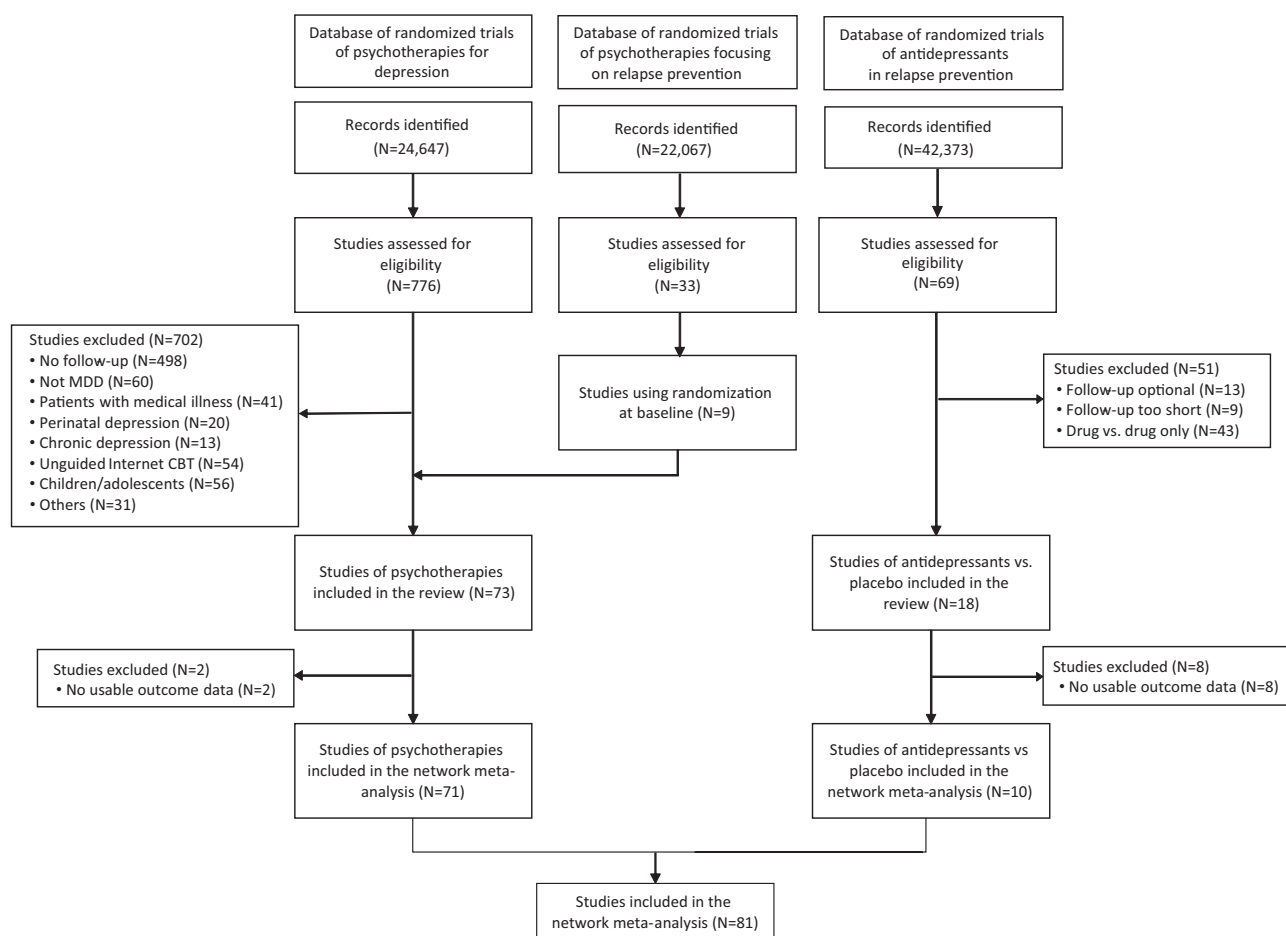 Database of randomized trials
of psychotherapies for
depression
Database of randomized trials
of psychotherapies focusing
on relapse prevention
Database of randomized trials
of antidepressants
in relapse prevention
Records identified
(N=24,647)
Records identified
(N=22,067)
Records identified
(N=42,373)
Studies assessed for
eligibility
(N=776)
Studies assessed for
eligibility
(N=33)
Studies assessed for
eligibility
(N=69)
Studies excluded (N=702)
• No follow-up (N=498)
• Not MDD (N=60)
• Patients with medical illness (N=41)
• Perinatal depression (N=20)
• Chronic depression (N=13)
• Unguided Internet CBT (N=54)
• Children/adolescents (N=56)
• Others (N=31)
Studies using randomization
at baseline (N=9)
Studies excluded (N=51)
• Follow-up optional (N=13)
• Follow-up too short (N=9)
• Drug vs. drug only (N=43)
Studies of psychotherapies
included in the review (N=73)
Studies of antidepressants vs.
placebo included in the
review (N=18)
Studies excluded (N=2)
• No usable outcome data (N=2)
Studies excluded (N=8)
• No usable outcome data (N=8)
Studies of psychotherapies
included in the network meta-
analysis (N=71)
Studies of antidepressants vs
placebo included in the
network meta-analysis (N=10)
Studies included in the
network meta-analysis (N=81)